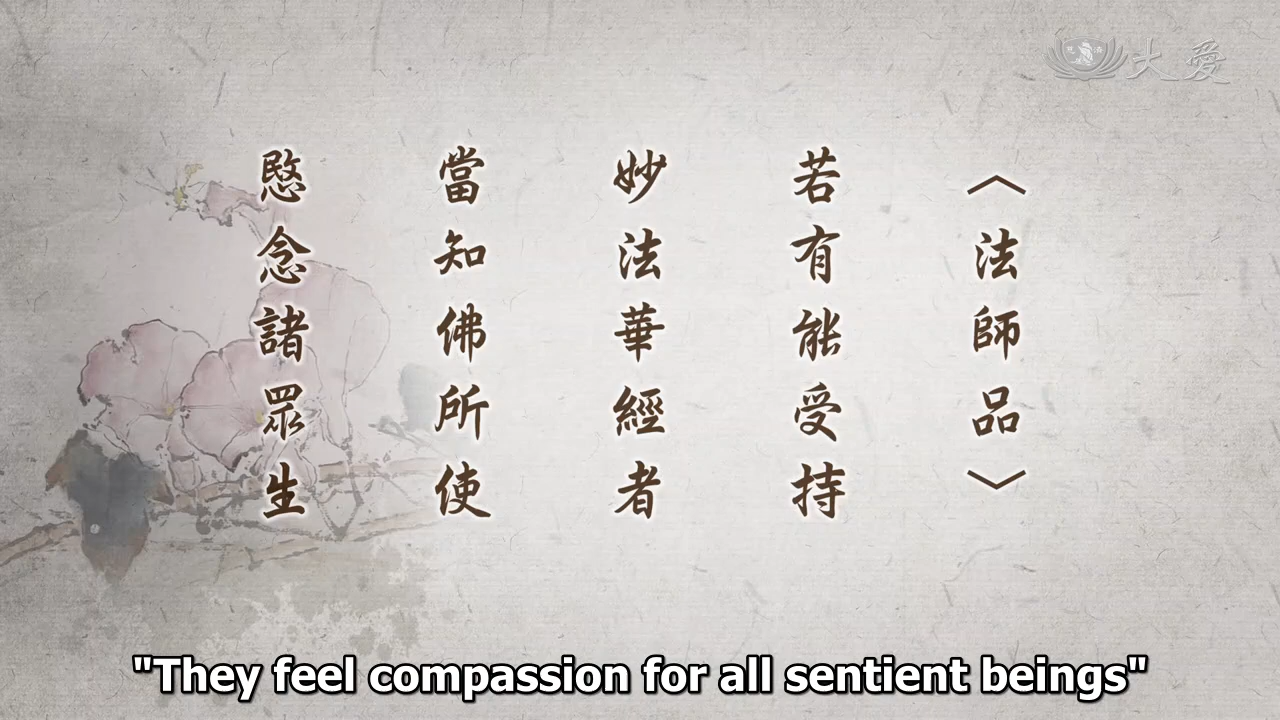 大愛
〈法師品〉
若有能受持
妙法華經者
當知佛所使
愍念諸眾生
"They feel compassion for all sentient beings"